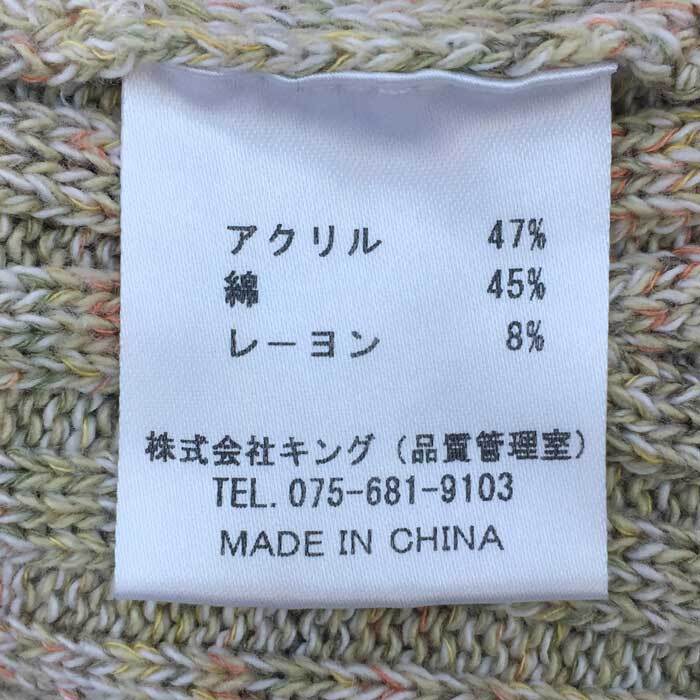 アクリル 47%
綿 45%
レーヨン 8%
株式会社キング（品質管理室）
TEL. 075-681-9103
MADE IN CHINA